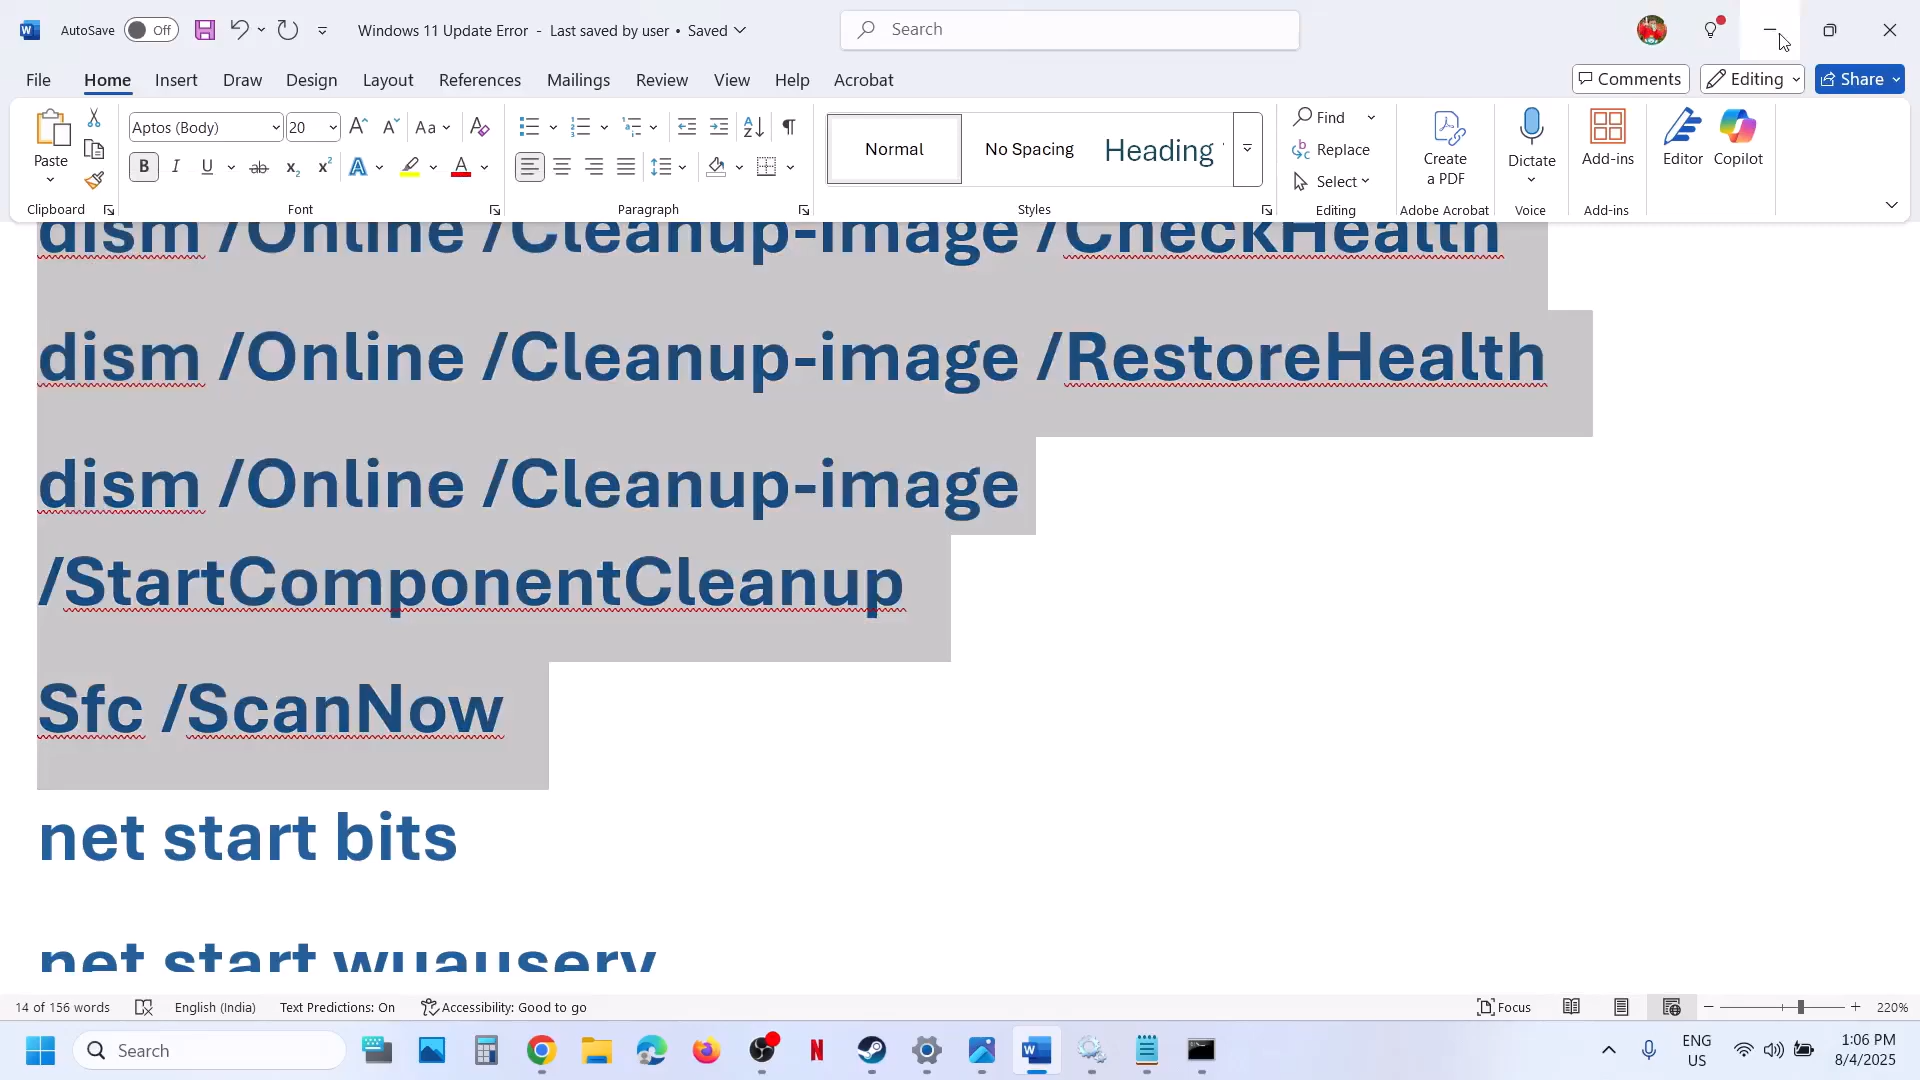 AutoSave Off Windows 11 Update Error - Last saved by user • Saved Search
File Home Insert Draw Design Layout References Mailings Review View Help Acrobat Comments Editing Share
Paste
Clipboard
Aptos (Body) 20
Font
Paragraph
Normal No Spacing Heading
Styles
Find
Replace
Select
Editing
Create a PDF
Adobe Acrobat
Dictate
Voice
Add-ins
Add-ins
Editor
Copilot
dism /Online /Cleanup-image /CheckHealth
dism /Online /Cleanup-image /RestoreHealth
dism /Online /Cleanup-image
/StartComponentCleanup
Sfc /ScanNow
net start bits
net start wuauserv
14 of 156 words English (India) Text Predictions: On Accessibility: Good to go Focus 220%
Search ENG US 1:06 PM 8/4/2025